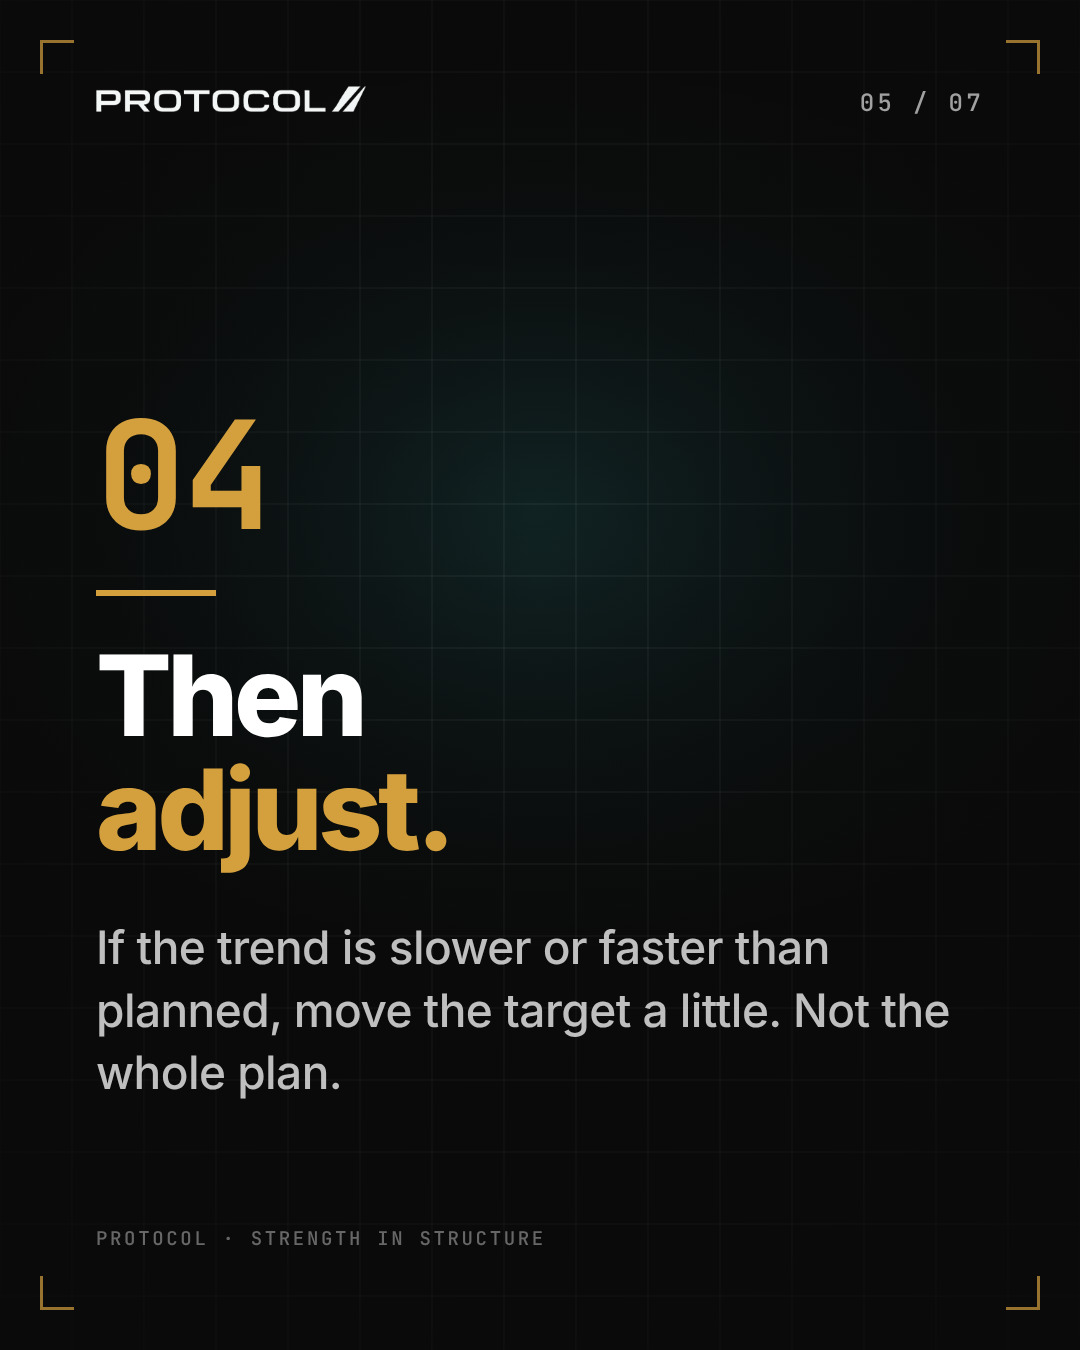 PROTOCOL
05 / 07
04
Then
adjust.
If the trend is slower or faster than
planned, move the target a little. Not the
whole plan.
PROTOCOL · STRENGTH IN STRUCTURE